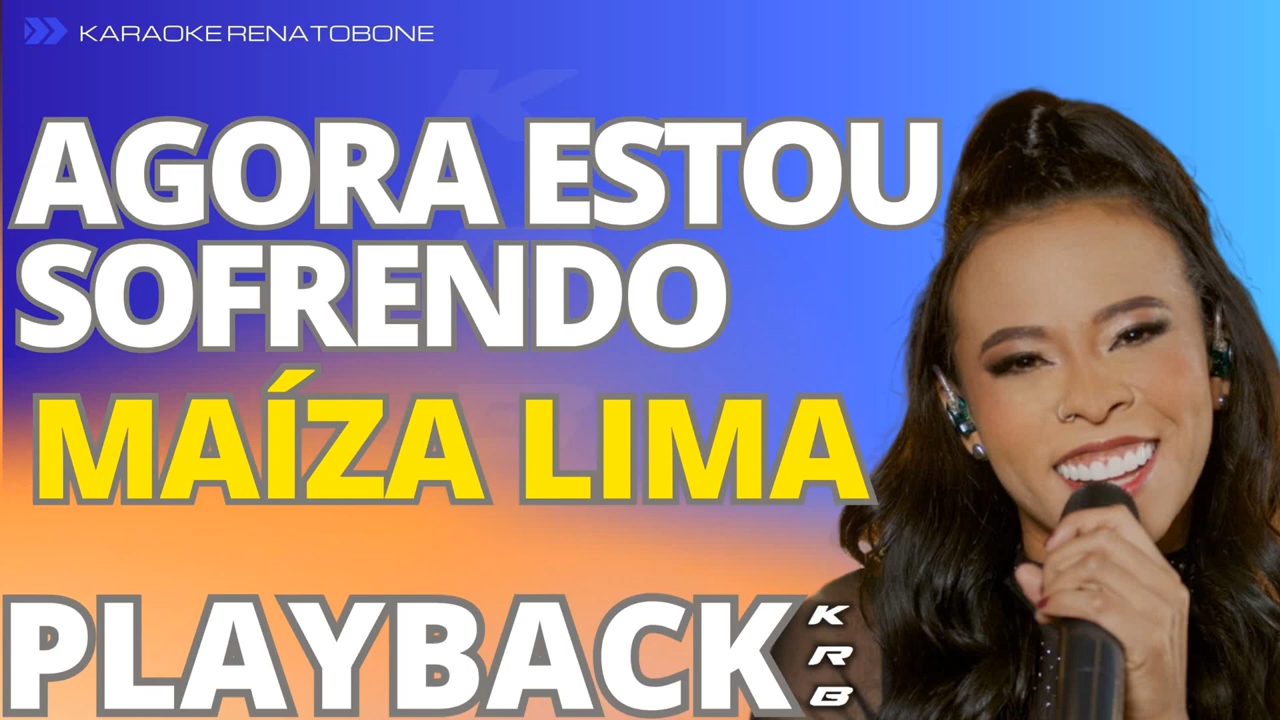 KARAOKE RENATOBONE
AGORA ESTOU
SOFRENDO
MAÍZA LIMA
PLAYBACK
K
R
B